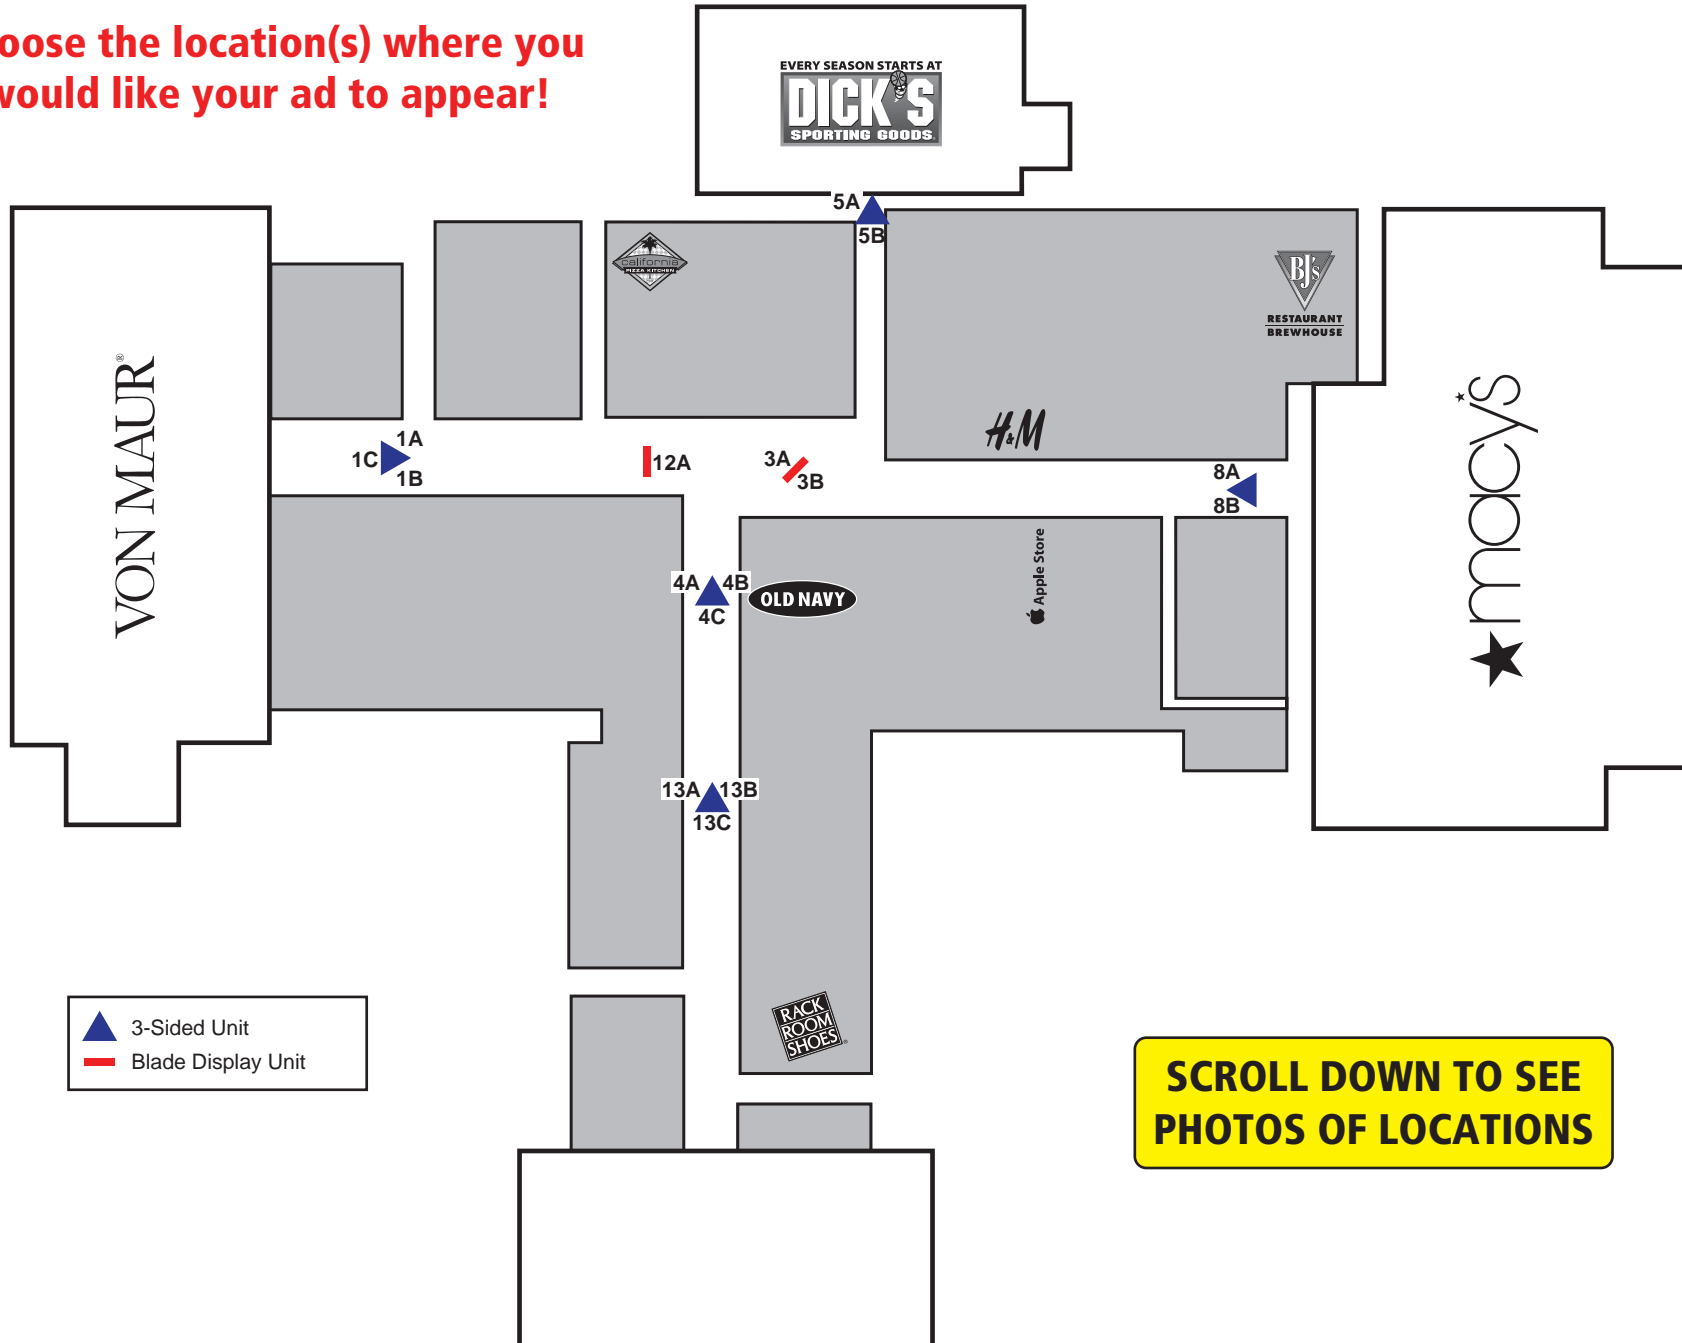 oose the location(s) where you
would like your ad to appear!
EVERY SEASON STARTS AT
DICK'S
SPORTING GOODS
5A
5B
california
PIZZA KITCHEN
BJ's
RESTAURANT
BREWHOUSE
VON MAUR®
H&M
macy's
1A
1C
1B
12A
3A
3B
8A
8B
4A 4B
4C
OLD NAVY
Apple Store
13A 13B
13C
RACK
ROOM
SHOES®
3-Sided Unit
Blade Display Unit
SCROLL DOWN TO SEE
PHOTOS OF LOCATIONS